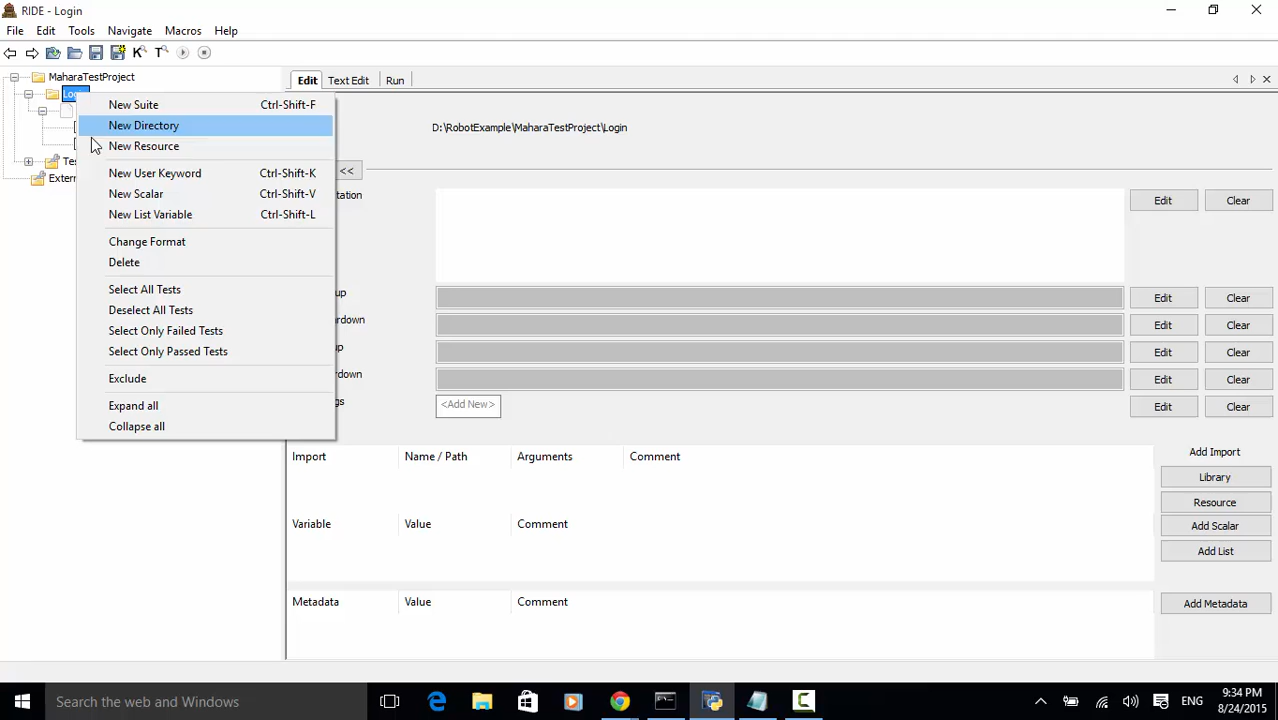 RIDE - Login
File Edit Tools Navigate Macros Help
K T
MaharaTestProject
Edit Text Edit Run
New Suite Ctrl-Shift-F
New Directory
New Resource
New User Keyword Ctrl-Shift-K
New Scalar Ctrl-Shift-V
New List Variable Ctrl-Shift-L
Change Format
Delete
Select All Tests
Deselect All Tests
Select Only Failed Tests
Select Only Passed Tests
Exclude
Expand all
Collapse all
D:\RobotExample\MaharaTestProject\Login
<<
Edit Clear
Edit Clear
Edit Clear
Edit Clear
Edit Clear
<Add New> Edit Clear
Import Name / Path Arguments Comment Add Import
Library
Resource
Variable Value Comment Add Scalar
Add List
Metadata Value Comment Add Metadata
Search the web and Windows
ENG
9:34 PM
8/24/2015